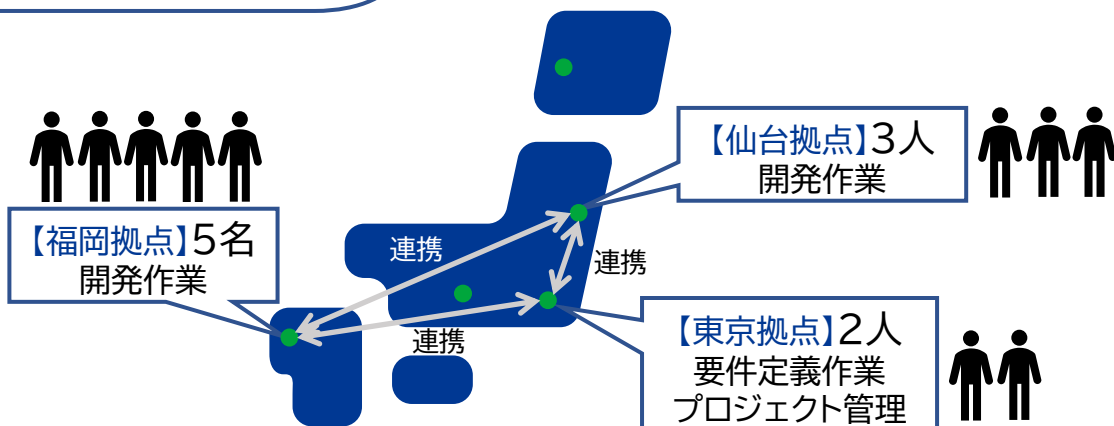 【仙台拠点】3人
開発作業
【福岡拠点】5名
開発作業
連携
連携
連携
【東京拠点】2人
要件定義作業
プロジェクト管理